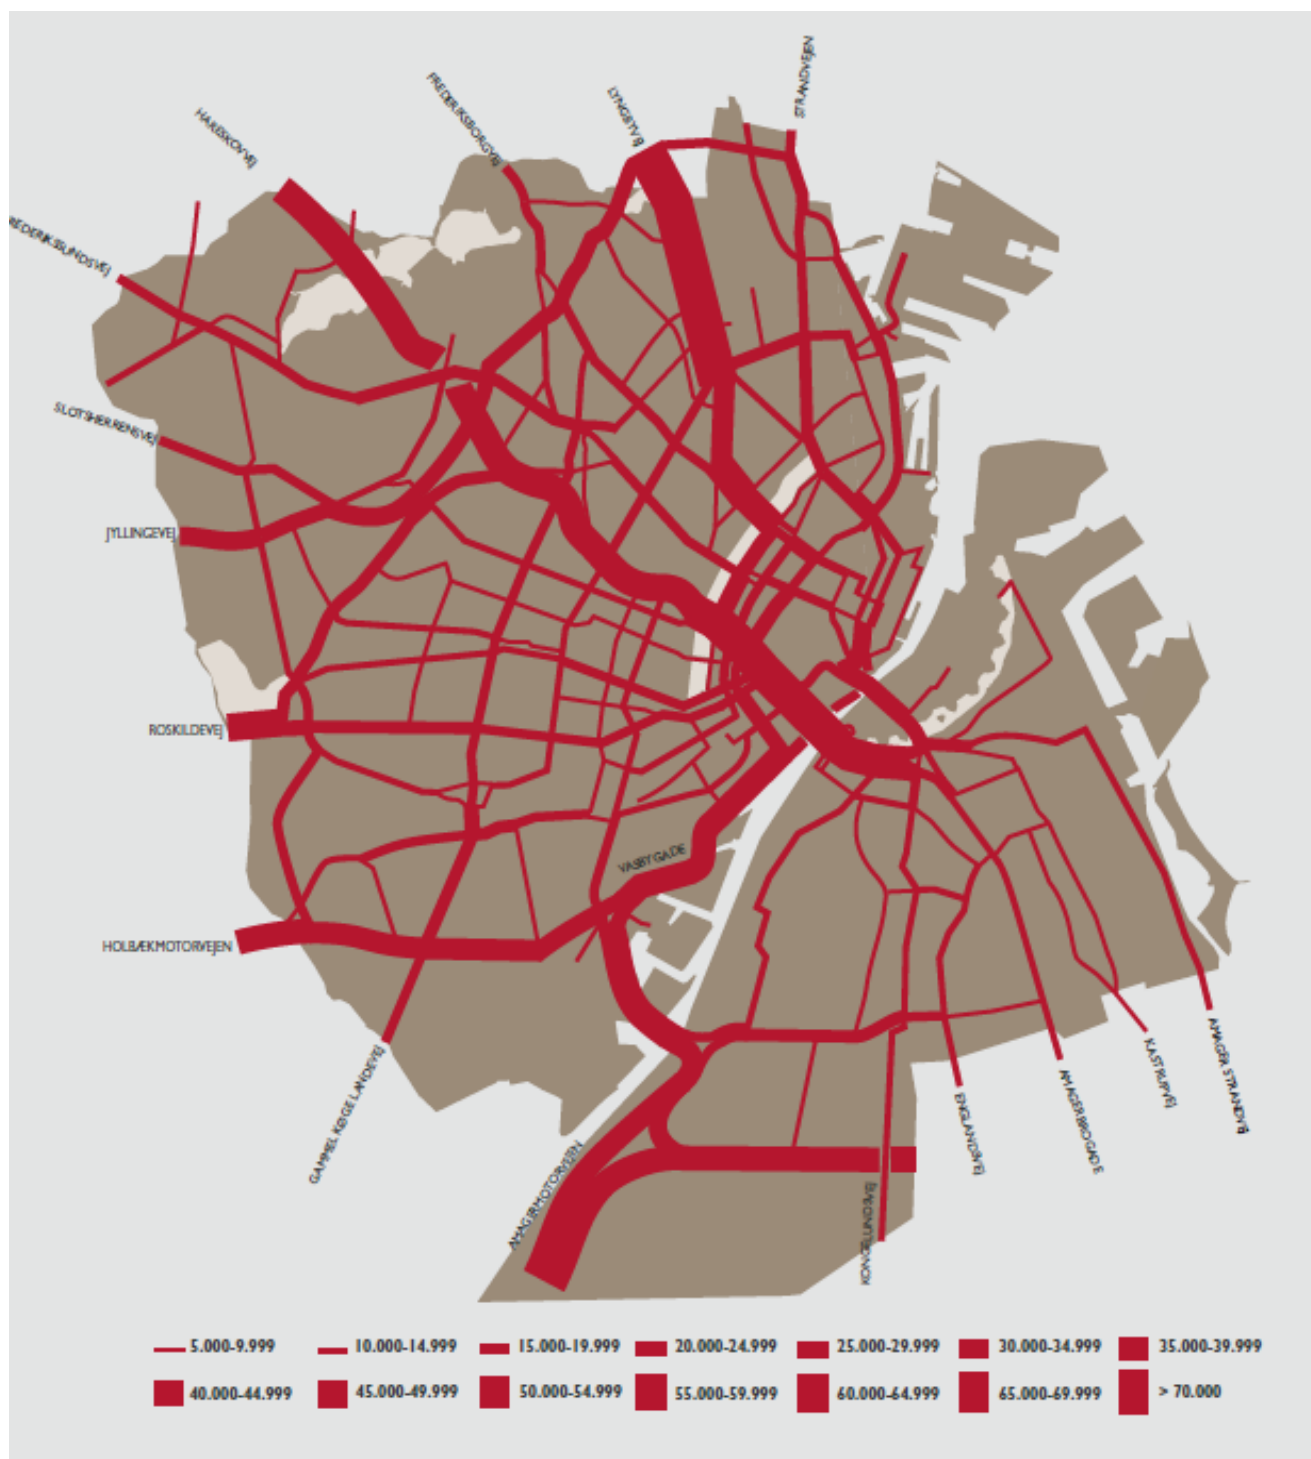 STRANDVEJEN
FREDERIKSBORGVEJ
LYNGBYVEJ
HARESKOVVEJ
REDERIKSSUNDSVEJ
SLOTSHERRENSVEJ
JYLLINGEVEJ
ROSKILDEVEJ
VASBYGADE
HOLBÆKMOTORVEJEN
GAMMEL KØGE LANDEVEJ
AMAGERMOTORVEJEN
KONGELUNDSVEJ
ENGLANDSVEJ
AMAGERBROGADE
KASTRUPVEJ
AMAGER STRANDVEJ
5.000-9.999 10.000-14.999 15.000-19.999 20.000-24.999 25.000-29.999 30.000-34.999 35.000-39.999
40.000-44.999 45.000-49.999 50.000-54.999 55.000-59.999 60.000-64.999 65.000-69.999 > 70.000